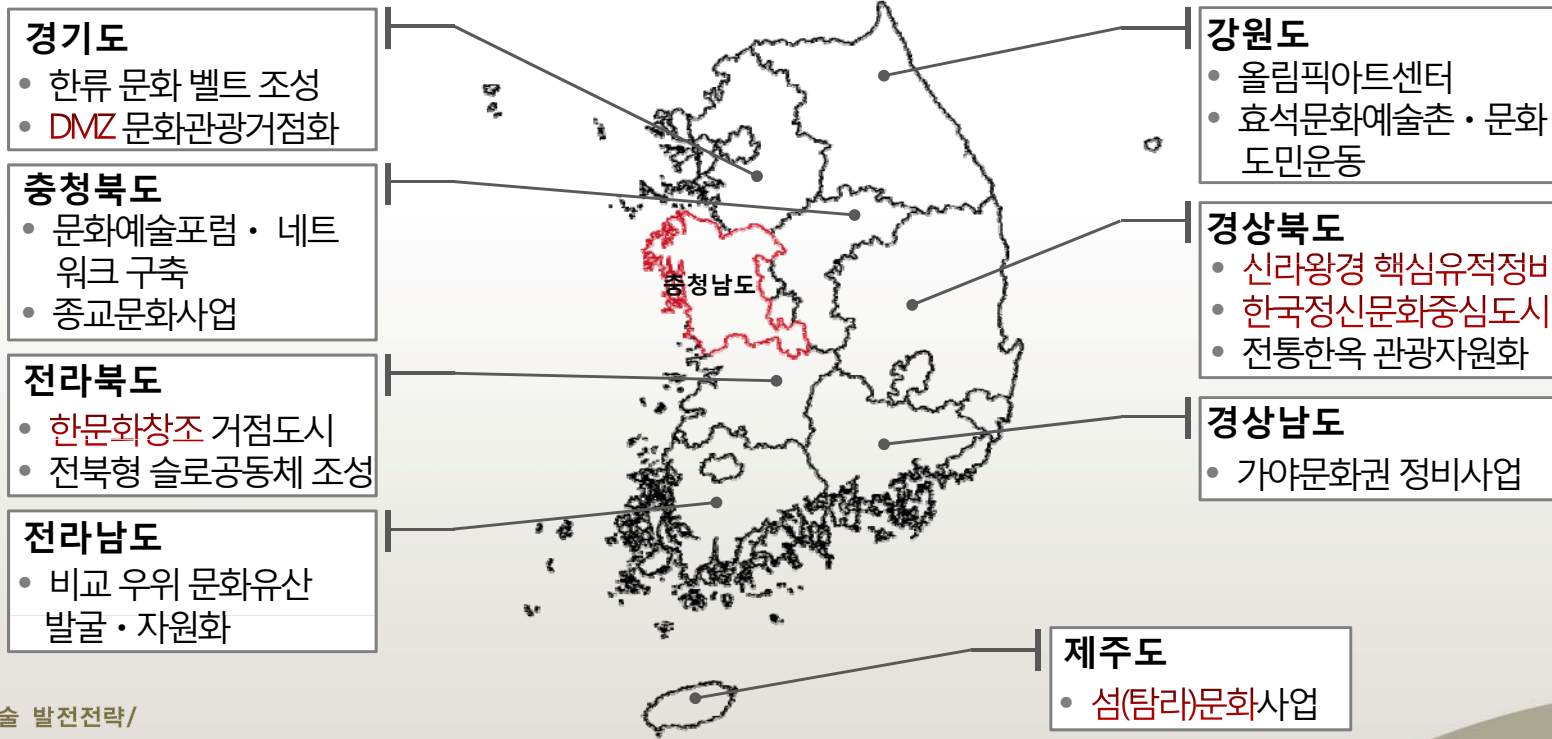 경기도
• 한류 문화 벨트 조성
• DMZ 문화관광거점화
충청북도
• 문화예술포럼・ 네트
워크 구축
• 종교문화사업
전라북도
• 한문화창조 거점도시
• 전북형 슬로공동체 조성
전라남도
• 비교 우위 문화유산
발굴・자원화
충청남도
강원도
• 올림픽아트센터
• 효석문화예술촌・문화
도민운동
경상북도
• 신라왕경 핵심유적정비
• 한국정신문화중심도시
• 전통한옥 관광자원화
경상남도
• 가야문화권 정비사업
제주도
• 섬(탐라)문화사업
술 발전전략/